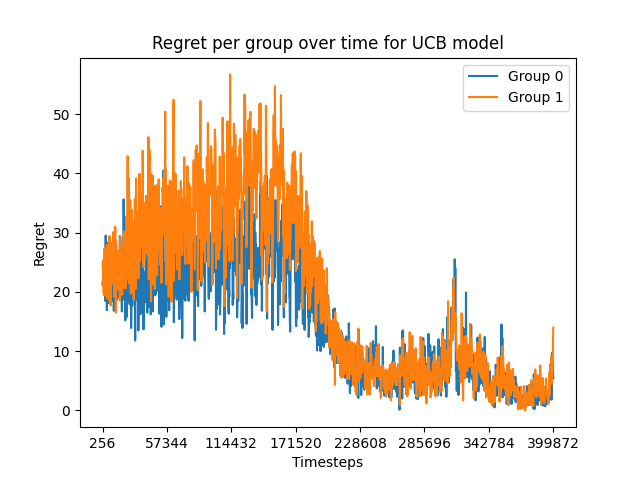 Regret per group over time for UCB model
Group 0
Group 1
50
40
30
20
10
0
Regret
256 57344 114432 171520 228608 285696 342784 399872
Timesteps